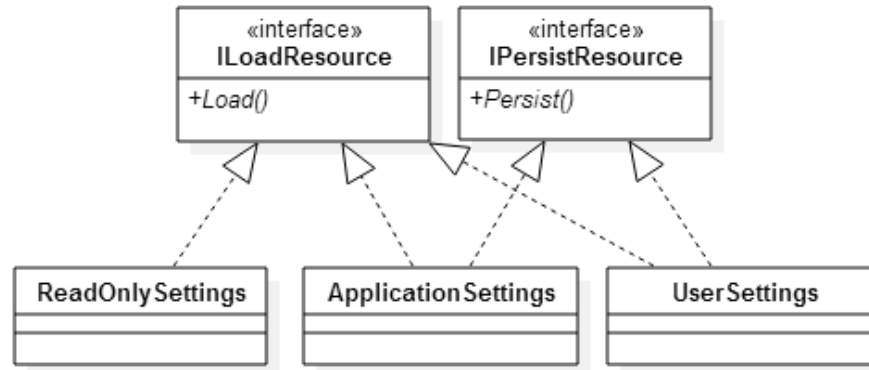 «interface»
ILoadResource
+Load()
«interface»
IPersistResource
+Persist()
ReadOnlySettings
ApplicationSettings
UserSettings